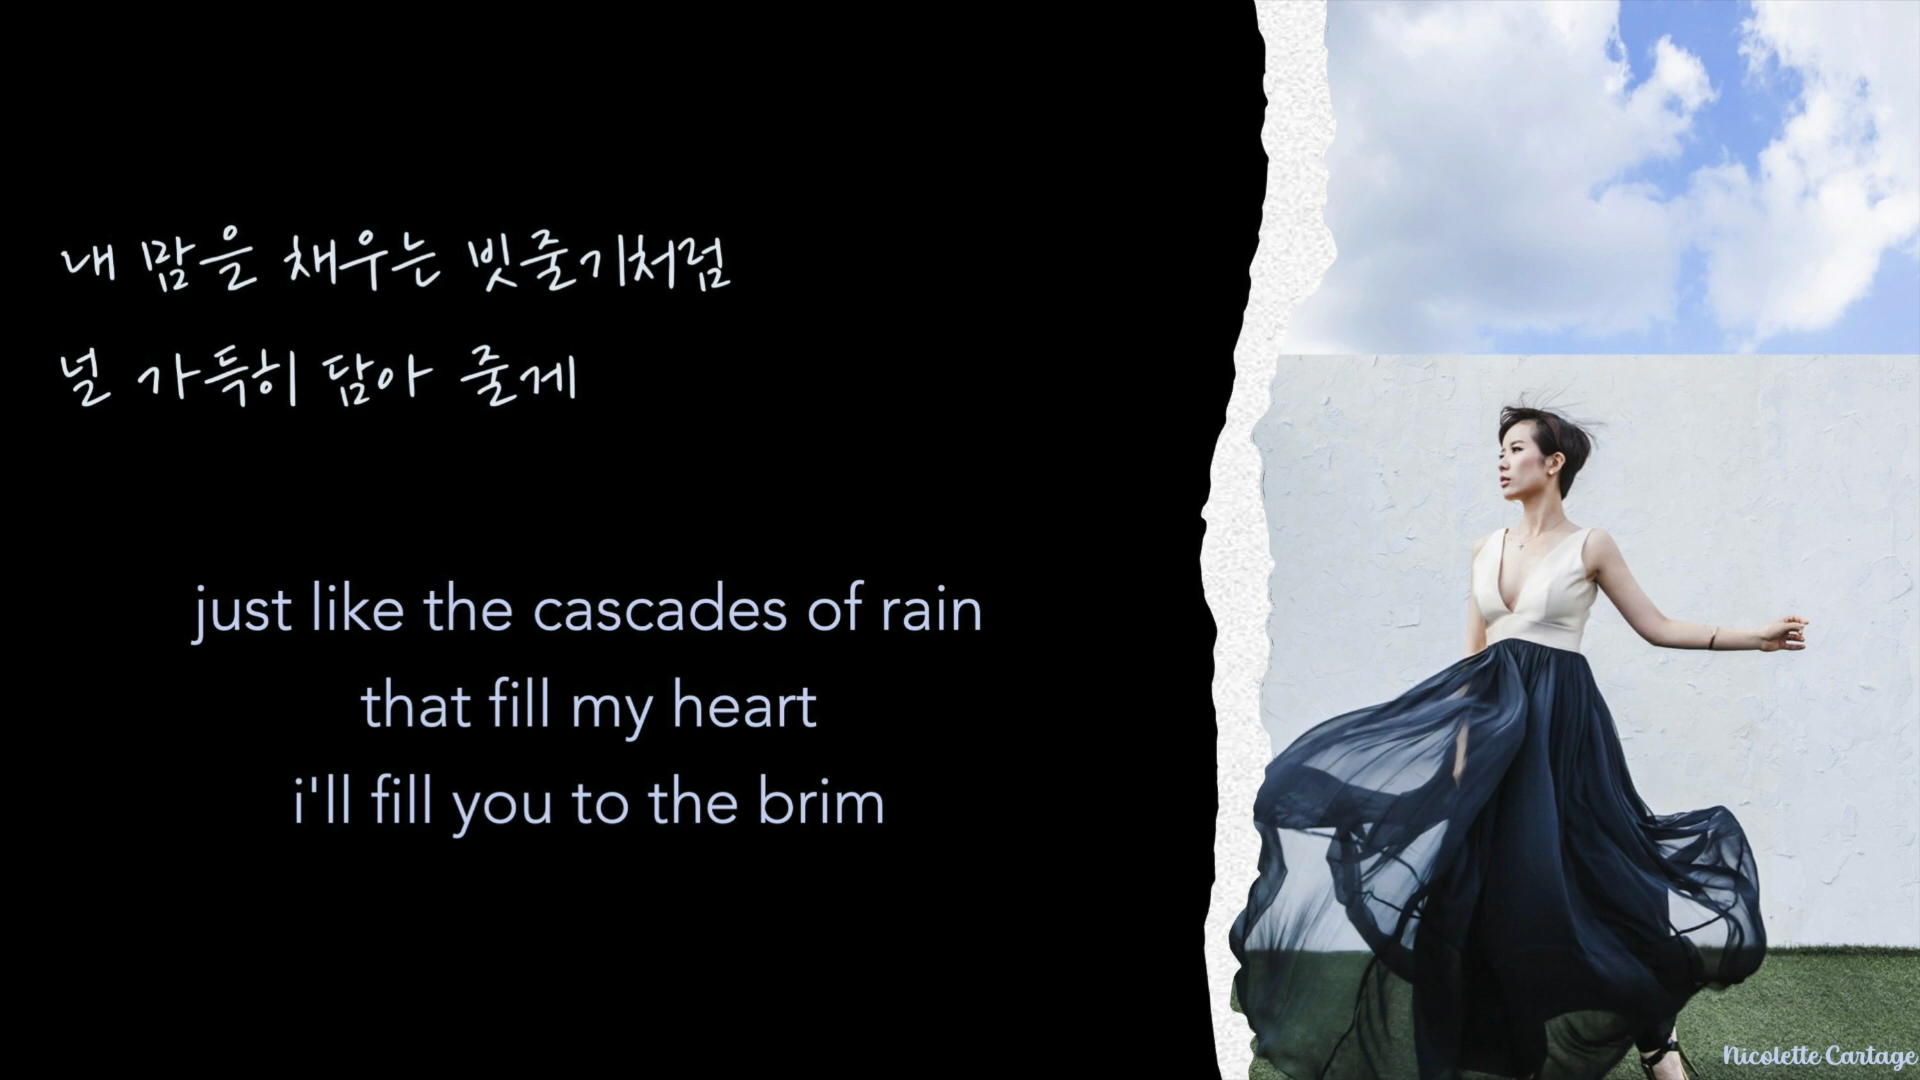 내 맘을 채우는 빗줄기처럼
널 가득히 담아 줄게
just like the cascades of rain
that fill my heart
i'll fill you to the brim
Nicolette Cartage